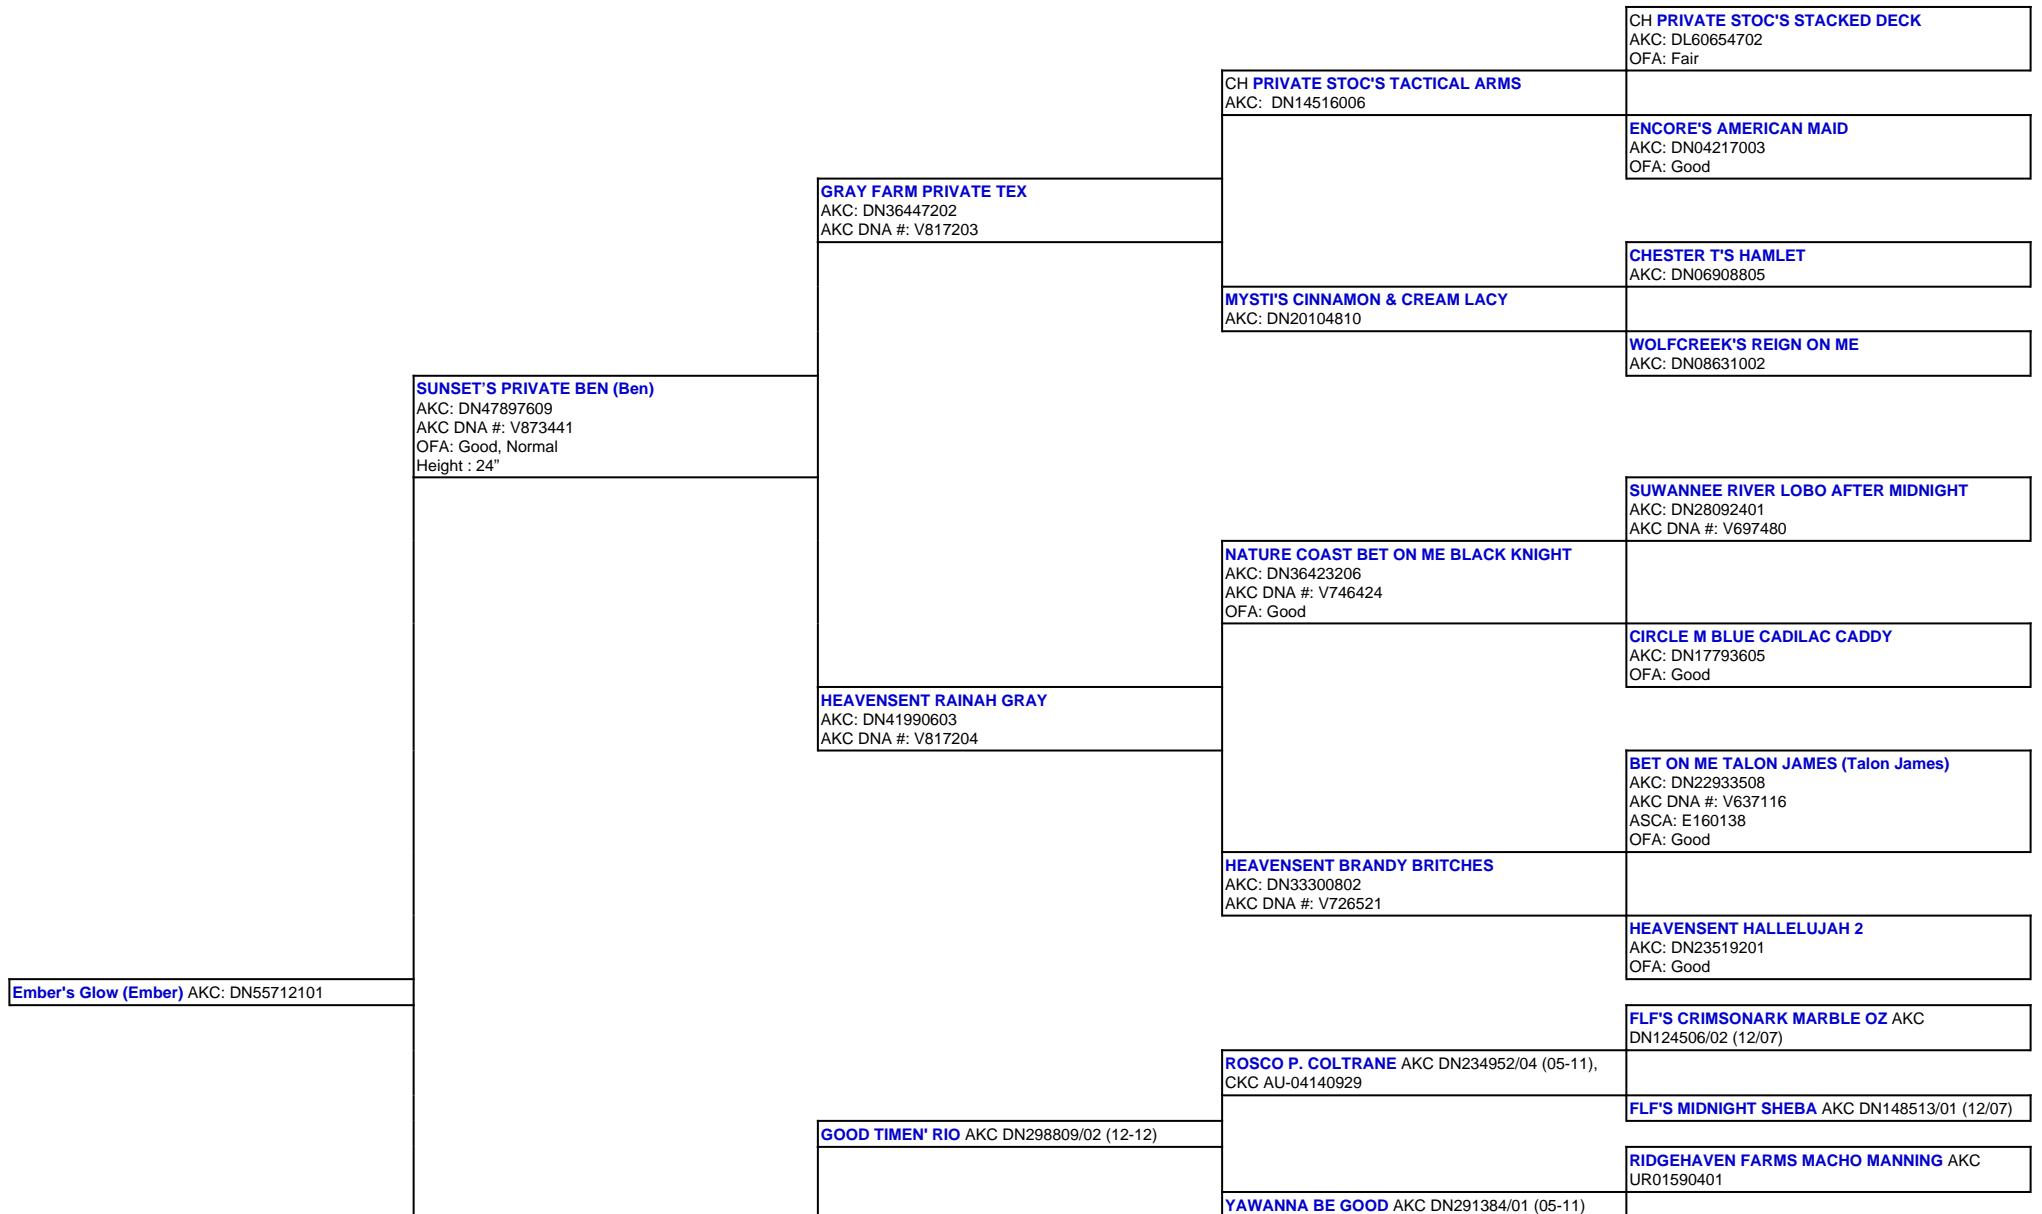 CH PRIVATE STOC'S STACKED DECK
AKC: DL60654702
OFA: Fair
CH PRIVATE STOC'S TACTICAL ARMS
AKC: DN14516006
ENCORE'S AMERICAN MAID
AKC: DN04217003
OFA: Good
GRAY FARM PRIVATE TEX
AKC: DN36447202
AKC DNA #: V817203
CHESTER T'S HAMLET
AKC: DN06908805
MYSTI'S CINNAMON & CREAM LACY
AKC: DN20104810
WOLFCREEK'S REIGN ON ME
AKC: DN08631002
SUNSET’S PRIVATE BEN (Ben)
AKC: DN47897609
AKC DNA #: V873441
OFA: Good, Normal
Height : 24”
SUWANNEE RIVER LOBO AFTER MIDNIGHT
AKC: DN28092401
AKC DNA #: V697480
NATURE COAST BET ON ME BLACK KNIGHT
AKC: DN36423206
AKC DNA #: V746424
OFA: Good
CIRCLE M BLUE CADILAC CADDY
AKC: DN17793605
OFA: Good
HEAVENSENT RAINAH GRAY
AKC: DN41990603
AKC DNA #: V817204
BET ON ME TALON JAMES (Talon James)
AKC: DN22933508
AKC DNA #: V637116
ASCA: E160138
OFA: Good
HEAVENSENT BRANDY BRITCHES
AKC: DN33300802
AKC DNA #: V726521
HEAVENSENT HALLELUJAH 2
AKC: DN23519201
OFA: Good
Ember's Glow (Ember) AKC: DN55712101
FLF'S CRIMSONARK MARBLE OZ AKC
DN124506/02 (12/07)
ROSCO P. COLTRANE AKC DN234952/04 (05-11),
CKC AU-04140929
FLF'S MIDNIGHT SHEBA AKC DN148513/01 (12/07)
GOOD TIMEN' RIO AKC DN298809/02 (12-12)
RIDGEHAVEN FARMS MACHO MANNING AKC
UR01590401
YAWANNA BE GOOD AKC DN291384/01 (05-11)